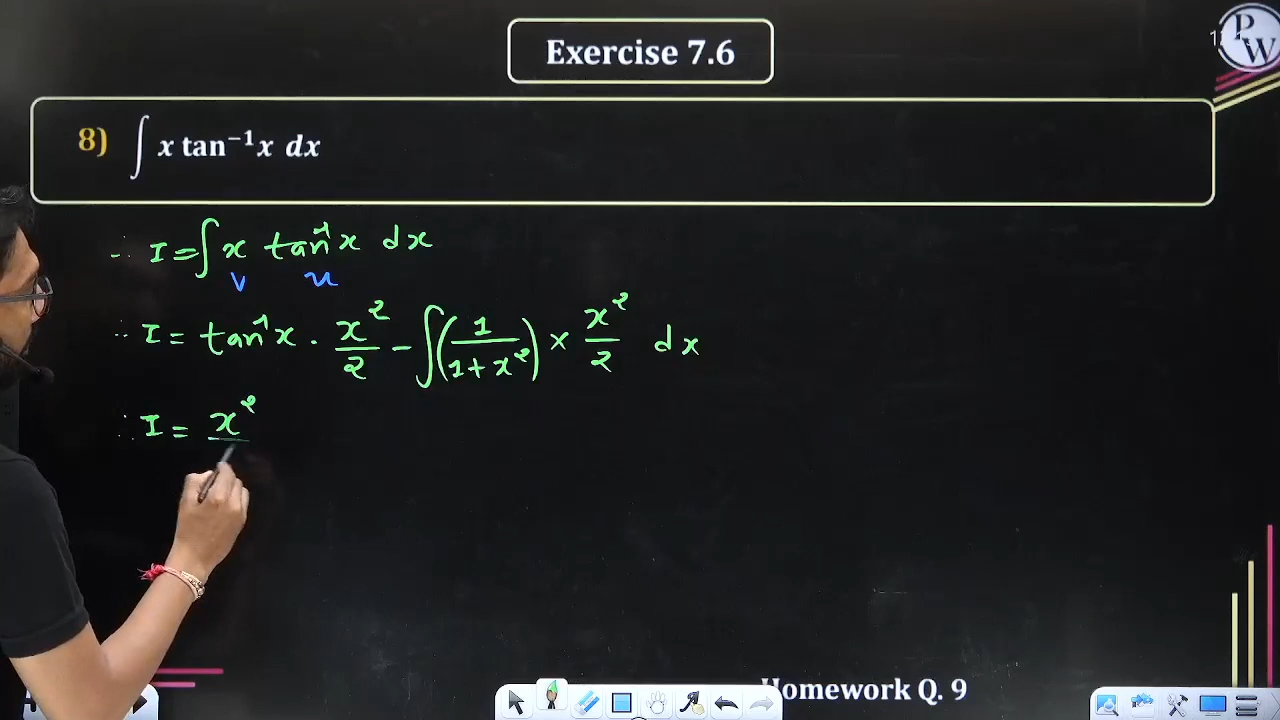 Exercise 7.6
PW
8) ∫ x tan⁻¹x dx
∴ I = ∫ x tan⁻¹x dx
v u
∴ I = tan⁻¹x · x²/2 − ∫(1/(1+x²)) × x²/2 dx
∴ I = x²
Homework Q. 9